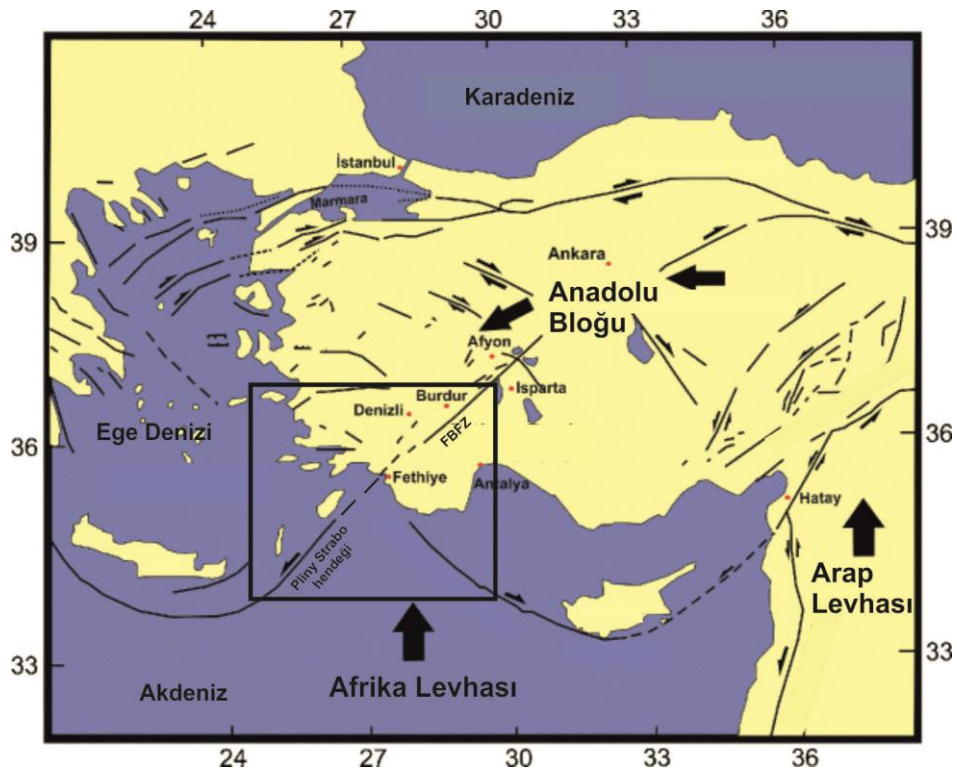 24 27 30 33 36
Karadeniz
İstanbul
Marmara
39 39
Ankara
Anadolu
Bloğu
Afyon
Burdur Isparta
Denizli
FBFZ
Ege Denizi
36 36
Fethiye
Antalya
Hatay
Pliny Strabo
hendeği
Arap
Levhası
33 33
Afrika Levhası
Akdeniz
24 27 30 33 36